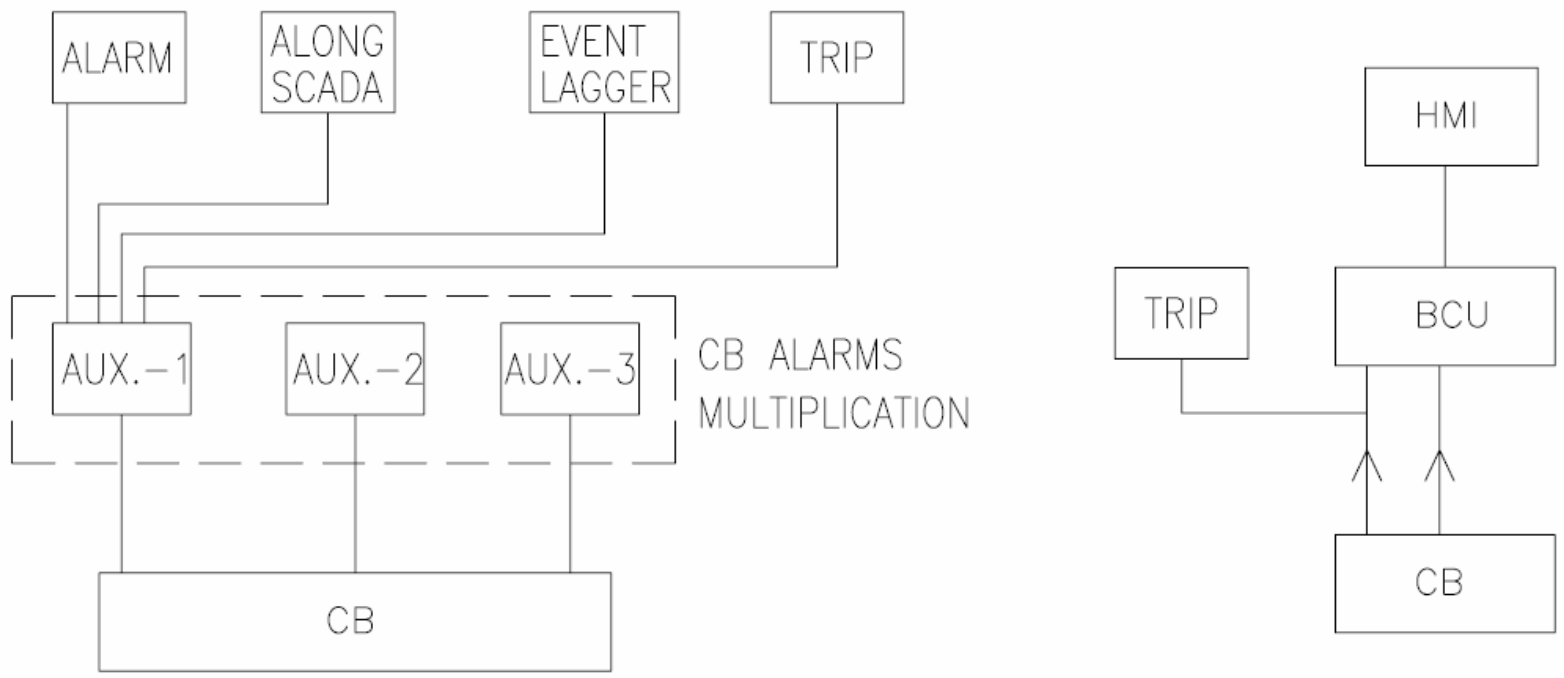 ALARM
ALONG
SCADA
EVENT
LAGGER
TRIP
AUX.-1
AUX.-2
AUX.-3
CB ALARMS
MULTIPLICATION
CB
HMI
TRIP
BCU
CB